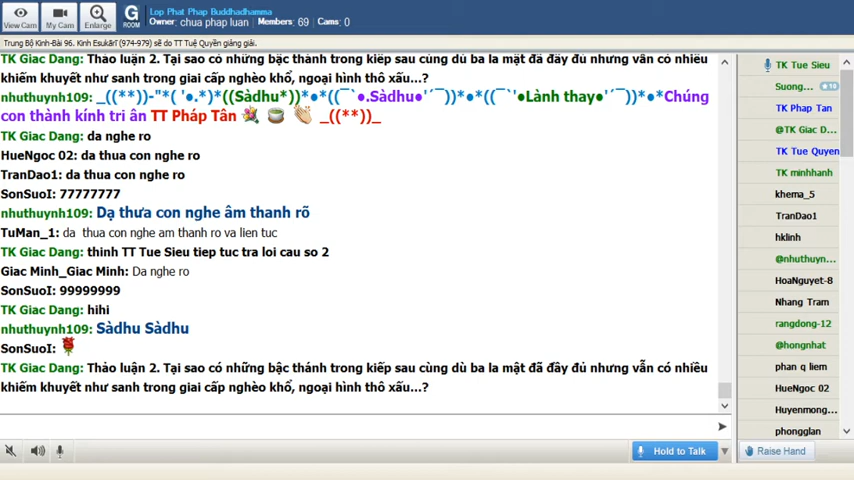 View Cam
My Cam
Enlarge
G
ROOM
Lop Phat Phap Buddhadhamma
Owner: chua phap luan Members: 69 Cams: 0
Trung Bộ Kinh-Bài 96. Kinh Esukārī (974-979) sẽ do TT Tuệ Quyền giảng giải.
TK Giac Dang: Thảo luận 2. Tại sao có những bậc thánh trong kiếp sau cùng dù ba la mật đã đầy đủ nhưng vẫn có nhiều
khiếm khuyết như sanh trong giai cấp nghèo khổ, ngoại hình thô xấu...?
nhuthuynh109: _((**))-"*( '●.*)*((Sàdhu*))*●*((¯`●.Sàdhu●'´¯))*●*((¯`'●Lành thay●'´¯))*●*Chúng
con thành kính tri ân TT Pháp Tân _((**))_
TK Giac Dang: da nghe ro
HueNgoc 02: da thua con nghe ro
TranDao1: da thua con nghe ro
SonSuoI: 77777777
nhuthuynh109: Dạ thưa con nghe âm thanh rõ
TuMan_1: da thua con nghe am thanh ro va lien tuc
TK Giac Dang: thinh TT Tue Sieu tiep tuc tra loi cau so 2
Giac Minh_Giac Minh: Da nghe ro
SonSuoI: 99999999
TK Giac Dang: hihi
nhuthuynh109: Sàdhu Sàdhu
SonSuoI:
TK Giac Dang: Thảo luận 2. Tại sao có những bậc thánh trong kiếp sau cùng dù ba la mật đã đầy đủ nhưng vẫn có nhiều
khiếm khuyết như sanh trong giai cấp nghèo khổ, ngoại hình thô xấu...?
Hold to Talk
TK Tue Sieu
Suong...
10
TK Phap Tan
@TK Giac D...
TK Tue Quyen
TK minhhanh
khema_5
TranDao1
hklinh
@nhuthuyn...
HoaNguyet-8
Nhang Tram
rangdong-12
@hongnhat
phan q liem
HueNgoc 02
Huyenmong...
phongglan
Raise Hand